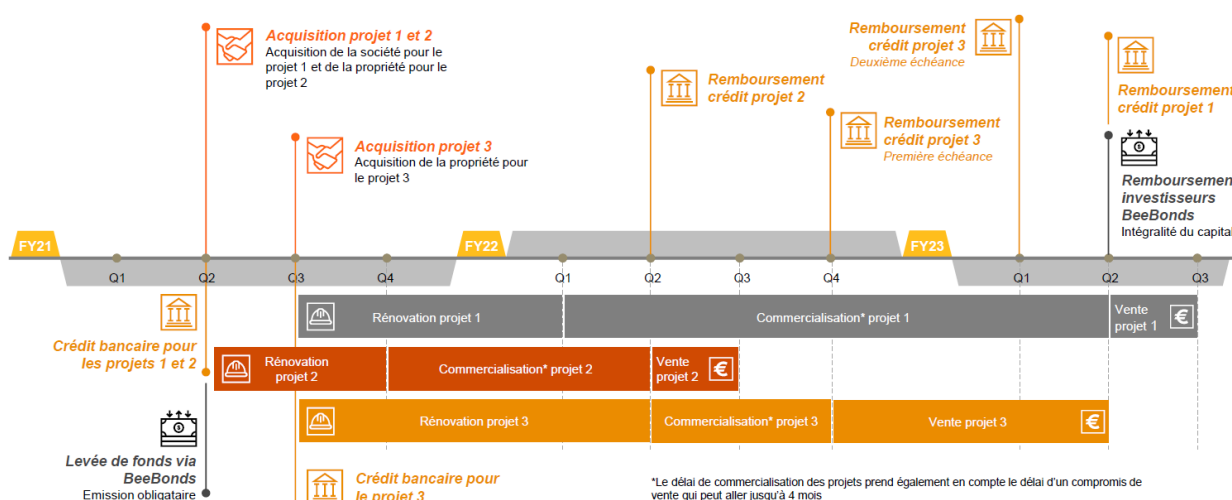 Acquisition projet 1 et 2
Acquisition de la société pour le
projet 1 et de la propriété pour le
projet 2
Acquisition projet 3
Acquisition de la propriété pour
le projet 3
Remboursement
crédit projet 2
Remboursement
crédit projet 3
Deuxième échéance
Remboursement
crédit projet 3
Première échéance
Remboursement
crédit projet 1
Remboursemen
investisseurs
BeeBonds
Intégralité du capital
FY21
FY22
FY23
Q1
Q2
Q3
Q4
Q1
Q2
Q3
Q4
Q1
Q2
Q3
Crédit bancaire pour
les projets 1 et 2
Rénovation projet 1
Commercialisation* projet 1
Vente
projet 1
€
Rénovation
projet 2
Commercialisation* projet 2
Vente
projet 2
€
Rénovation projet 3
Commercialisation* projet 3
Vente projet 3
€
Levée de fonds via
BeeBonds
Emission obligataire
Crédit bancaire pour
le projet 3
*Le délai de commercialisation des projets prend également en compte le délai d'un compromis de
vente qui peut aller jusqu'à 4 mois